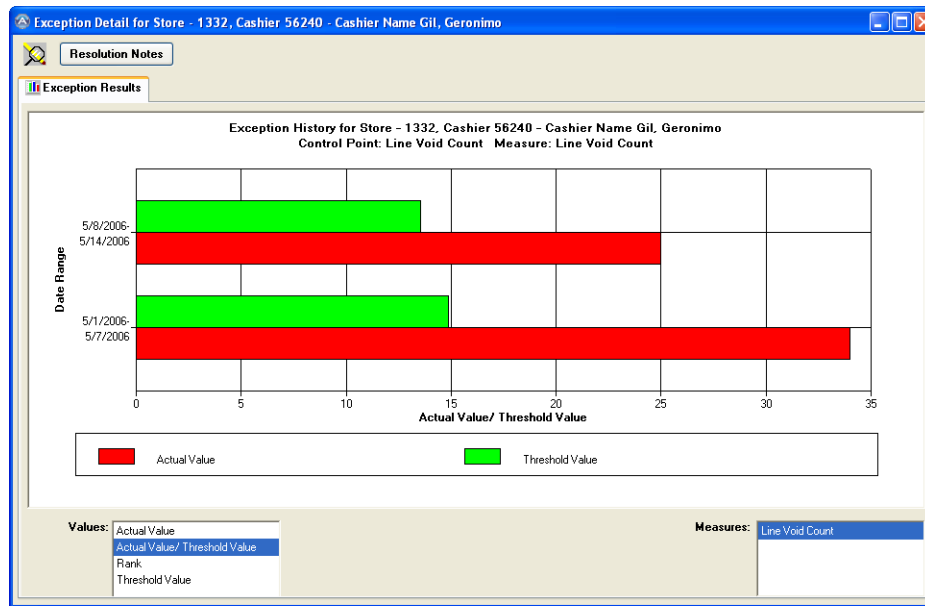 Exception Detail for Store - 1332, Cashier 56240 - Cashier Name Gil, Geronimo
Resolution Notes
Exception Results
Exception History for Store - 1332, Cashier 56240 - Cashier Name Gil, Geronimo
Control Point: Line Void Count Measure: Line Void Count
Date Range
5/8/2006-
5/14/2006
5/1/2006-
5/7/2006
0 5 10 15 20 25 30 35
Actual Value/ Threshold Value
Actual Value
Threshold Value
Values:
Actual Value
Actual Value/ Threshold Value
Rank
Threshold Value
Measures:
Line Void Count